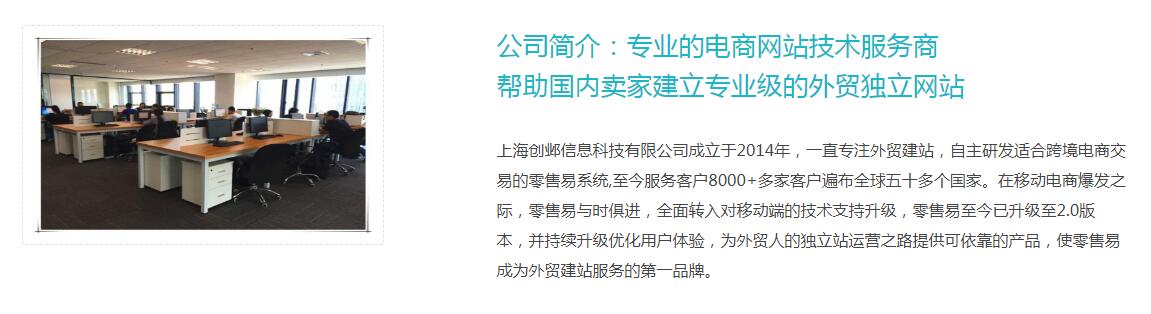 公司简介：专业的电商网站技术服务商
帮助国内卖家建立专业级的外贸独立网站
上海创邺信息科技有限公司成立于2014年，一直专注外贸建站，自主研发适合跨境电商交
易的零售易系统,至今服务客户8000+多家客户遍布全球五十多个国家。在移动电商爆发之
际，零售易与时俱进，全面转入对移动端的技术支持升级，零售易至今已升级至2.0版
本，并持续升级优化用户体验，为外贸人的独立站运营之路提供可依靠的产品，使零售易
成为外贸建站服务的第一品牌。